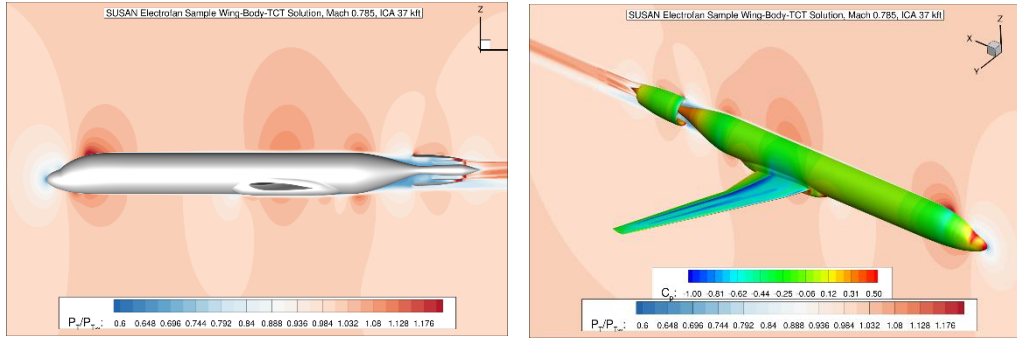 SUSAN Electrofan Sample Wing-Body-TCT Solution, Mach 0.785, ICA 37 kft
Z
P_T/P_T∞: 0.6 0.648 0.696 0.744 0.792 0.84 0.888 0.936 0.984 1.032 1.08 1.128 1.176
SUSAN Electrofan Sample Wing-Body-TCT Solution, Mach 0.785, ICA 37 kft
Z
X
Y
C_p: -1.00 -0.81 -0.62 -0.44 -0.25 -0.06 0.12 0.31 0.50
P_T/P_T∞: 0.6 0.648 0.696 0.744 0.792 0.84 0.888 0.936 0.984 1.032 1.08 1.128 1.176